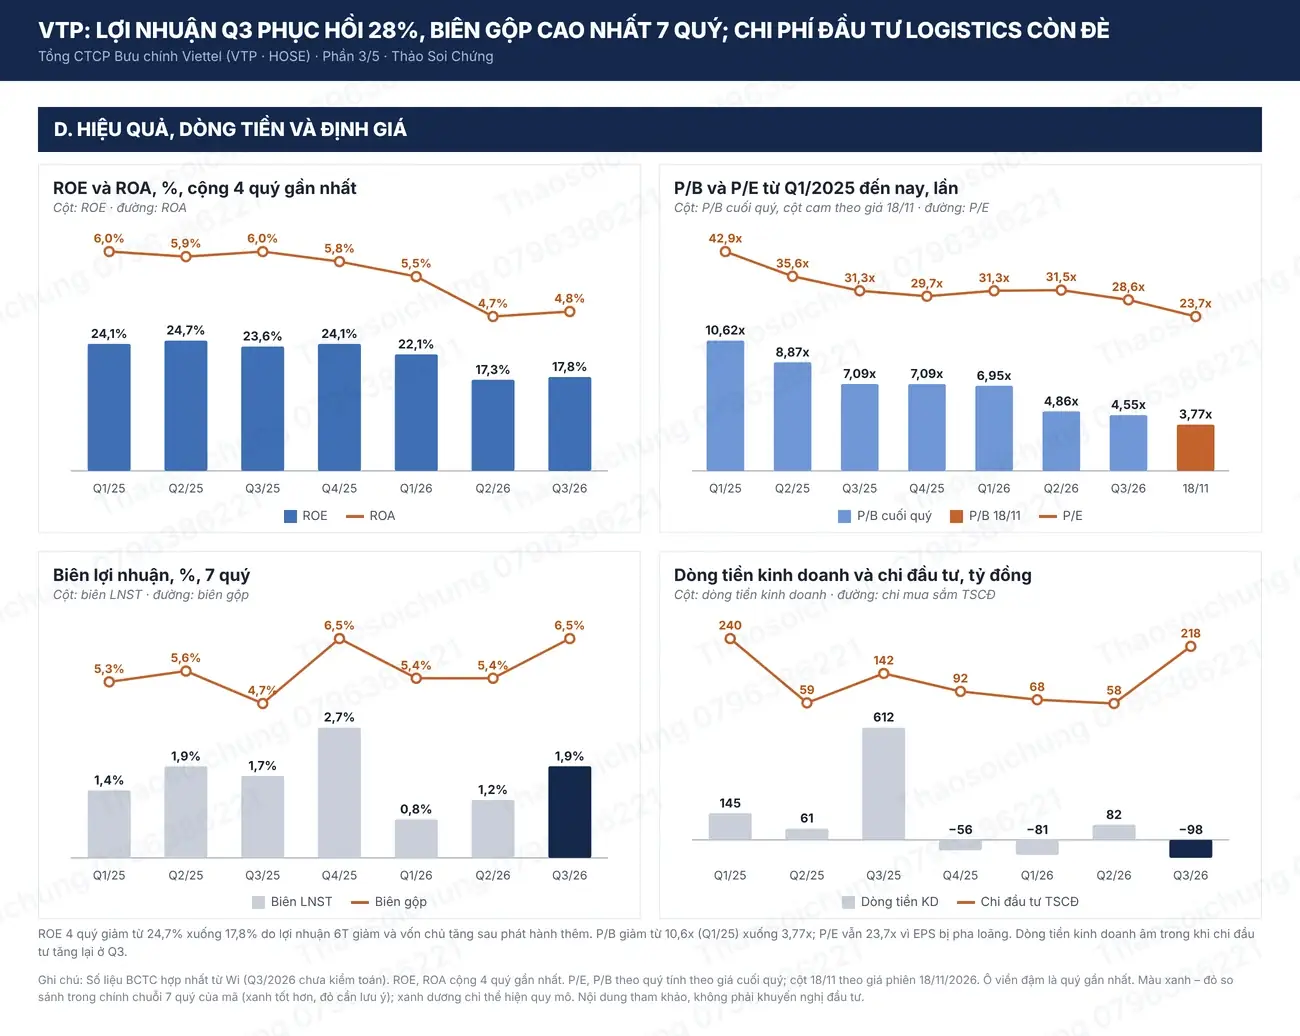 VTP: LỢI NHUẬN Q3 PHỤC HỒI 28%, BIÊN GỘP CAO NHẤT 7 QUÝ; CHI PHÍ ĐẦU TƯ LOGISTICS CÒN ĐÈ
Tổng CTCP Bưu chính Viettel (VTP · HOSE) · Phần 3/5 · Thảo Soi Chứng
D. HIỆU QUẢ, DÒNG TIỀN VÀ ĐỊNH GIÁ
ROE và ROA, %, cộng 4 quý gần nhất
Cột: ROE · đường: ROA
6,0% 5,9% 6,0% 5,8% 5,5% 4,7% 4,8%
24,1% 24,7% 23,6% 24,1% 22,1% 17,3% 17,8%
Q1/25 Q2/25 Q3/25 Q4/25 Q1/26 Q2/26 Q3/26
ROE ROA
P/B và P/E từ Q1/2025 đến nay, lần
Cột: P/B cuối quý, cột cam theo giá 18/11 · đường: P/E
42,9x 35,6x 31,3x 29,7x 31,3x 31,5x 28,6x 23,7x
10,62x 8,87x 7,09x 7,09x 6,95x 4,86x 4,55x 3,77x
Q1/25 Q2/25 Q3/25 Q4/25 Q1/26 Q2/26 Q3/26 18/11
P/B cuối quý P/B 18/11 P/E
Biên lợi nhuận, %, 7 quý
Cột: biên LNST · đường: biên gộp
5,3% 5,6% 4,7% 6,5% 5,4% 5,4% 6,5%
1,4% 1,9% 1,7% 2,7% 0,8% 1,2% 1,9%
Q1/25 Q2/25 Q3/25 Q4/25 Q1/26 Q2/26 Q3/26
Biên LNST Biên gộp
Dòng tiền kinh doanh và chi đầu tư, tỷ đồng
Cột: dòng tiền kinh doanh · đường: chi mua sắm TSCĐ
240 59 142 92 68 58 218
145 61 612 −56 −81 82 −98
Q1/25 Q2/25 Q3/25 Q4/25 Q1/26 Q2/26 Q3/26
Dòng tiền KD Chi đầu tư TSCĐ
ROE 4 quý giảm từ 24,7% xuống 17,8% do lợi nhuận 6T giảm và vốn chủ tăng sau phát hành thêm. P/B giảm từ 10,6x (Q1/25) xuống 3,77x; P/E vẫn 23,7x vì EPS bị pha loãng. Dòng tiền kinh doanh âm trong khi chi đầu
tư tăng lại ở Q3.
Ghi chú: Số liệu BCTC hợp nhất từ Wi (Q3/2026 chưa kiểm toán). ROE, ROA cộng 4 quý gần nhất. P/E, P/B theo quý tính theo giá cuối quý; cột 18/11 theo giá phiên 18/11/2026. Ô viền đậm là quý gần nhất. Màu xanh – đỏ so
sánh trong chính chuỗi 7 quý của mã (xanh tốt hơn, đỏ cần lưu ý); xanh dương chỉ thể hiện quy mô. Nội dung tham khảo, không phải khuyến nghị đầu tư.
Thaosoichung 0796386221